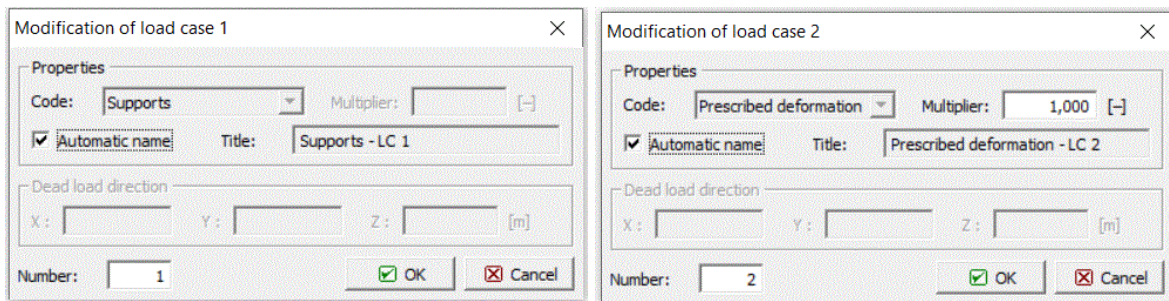 Modification of load case 1
Properties
Code: Supports Multiplier: [–]
Automatic name Title: Supports - LC 1
Dead load direction
X : Y : Z : [m]
Number: 1 OK Cancel
Modification of load case 2
Properties
Code: Prescribed deformation Multiplier: 1,000 [–]
Automatic name Title: Prescribed deformation - LC 2
Dead load direction
X : Y : Z : [m]
Number: 2 OK Cancel